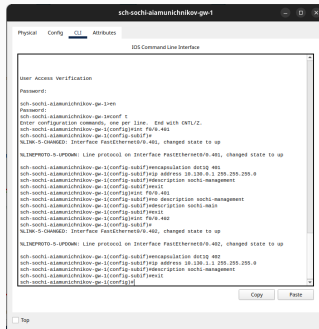 sch-sochi-aiamunichnikov-gw-1
Physical Config CLI Attributes
IOS Command Line Interface
User Access Verification
Password:
sch-sochi-aiamunichnikov-gw-1>en
Password:
sch-sochi-aiamunichnikov-gw-1#conf t
Enter configuration commands, one per line. End with CNTL/Z.
sch-sochi-aiamunichnikov-gw-1(config)#int f0/0.401
sch-sochi-aiamunichnikov-gw-1(config-subif)#
%LINK-5-CHANGED: Interface FastEthernet0/0.401, changed state to up
%LINEPROTO-5-UPDOWN: Line protocol on Interface FastEthernet0/0.401, changed state to up
sch-sochi-aiamunichnikov-gw-1(config-subif)#encapsulation dot1Q 401
sch-sochi-aiamunichnikov-gw-1(config-subif)#ip address 10.130.0.1 255.255.255.0
sch-sochi-aiamunichnikov-gw-1(config-subif)#description sochi-management
sch-sochi-aiamunichnikov-gw-1(config-subif)#exit
sch-sochi-aiamunichnikov-gw-1(config)#int f0/0.401
sch-sochi-aiamunichnikov-gw-1(config-subif)#no description sochi-management
sch-sochi-aiamunichnikov-gw-1(config-subif)#description sochi-main
sch-sochi-aiamunichnikov-gw-1(config-subif)#exit
sch-sochi-aiamunichnikov-gw-1(config)#int f0/0.402
sch-sochi-aiamunichnikov-gw-1(config-subif)#
%LINK-5-CHANGED: Interface FastEthernet0/0.402, changed state to up
%LINEPROTO-5-UPDOWN: Line protocol on Interface FastEthernet0/0.402, changed state to up
sch-sochi-aiamunichnikov-gw-1(config-subif)#encapsulation dot1Q 402
sch-sochi-aiamunichnikov-gw-1(config-subif)#ip address 10.130.1.1 255.255.255.0
sch-sochi-aiamunichnikov-gw-1(config-subif)#description sochi-management
sch-sochi-aiamunichnikov-gw-1(config-subif)#exit
sch-sochi-aiamunichnikov-gw-1(config)#
Copy Paste
Top